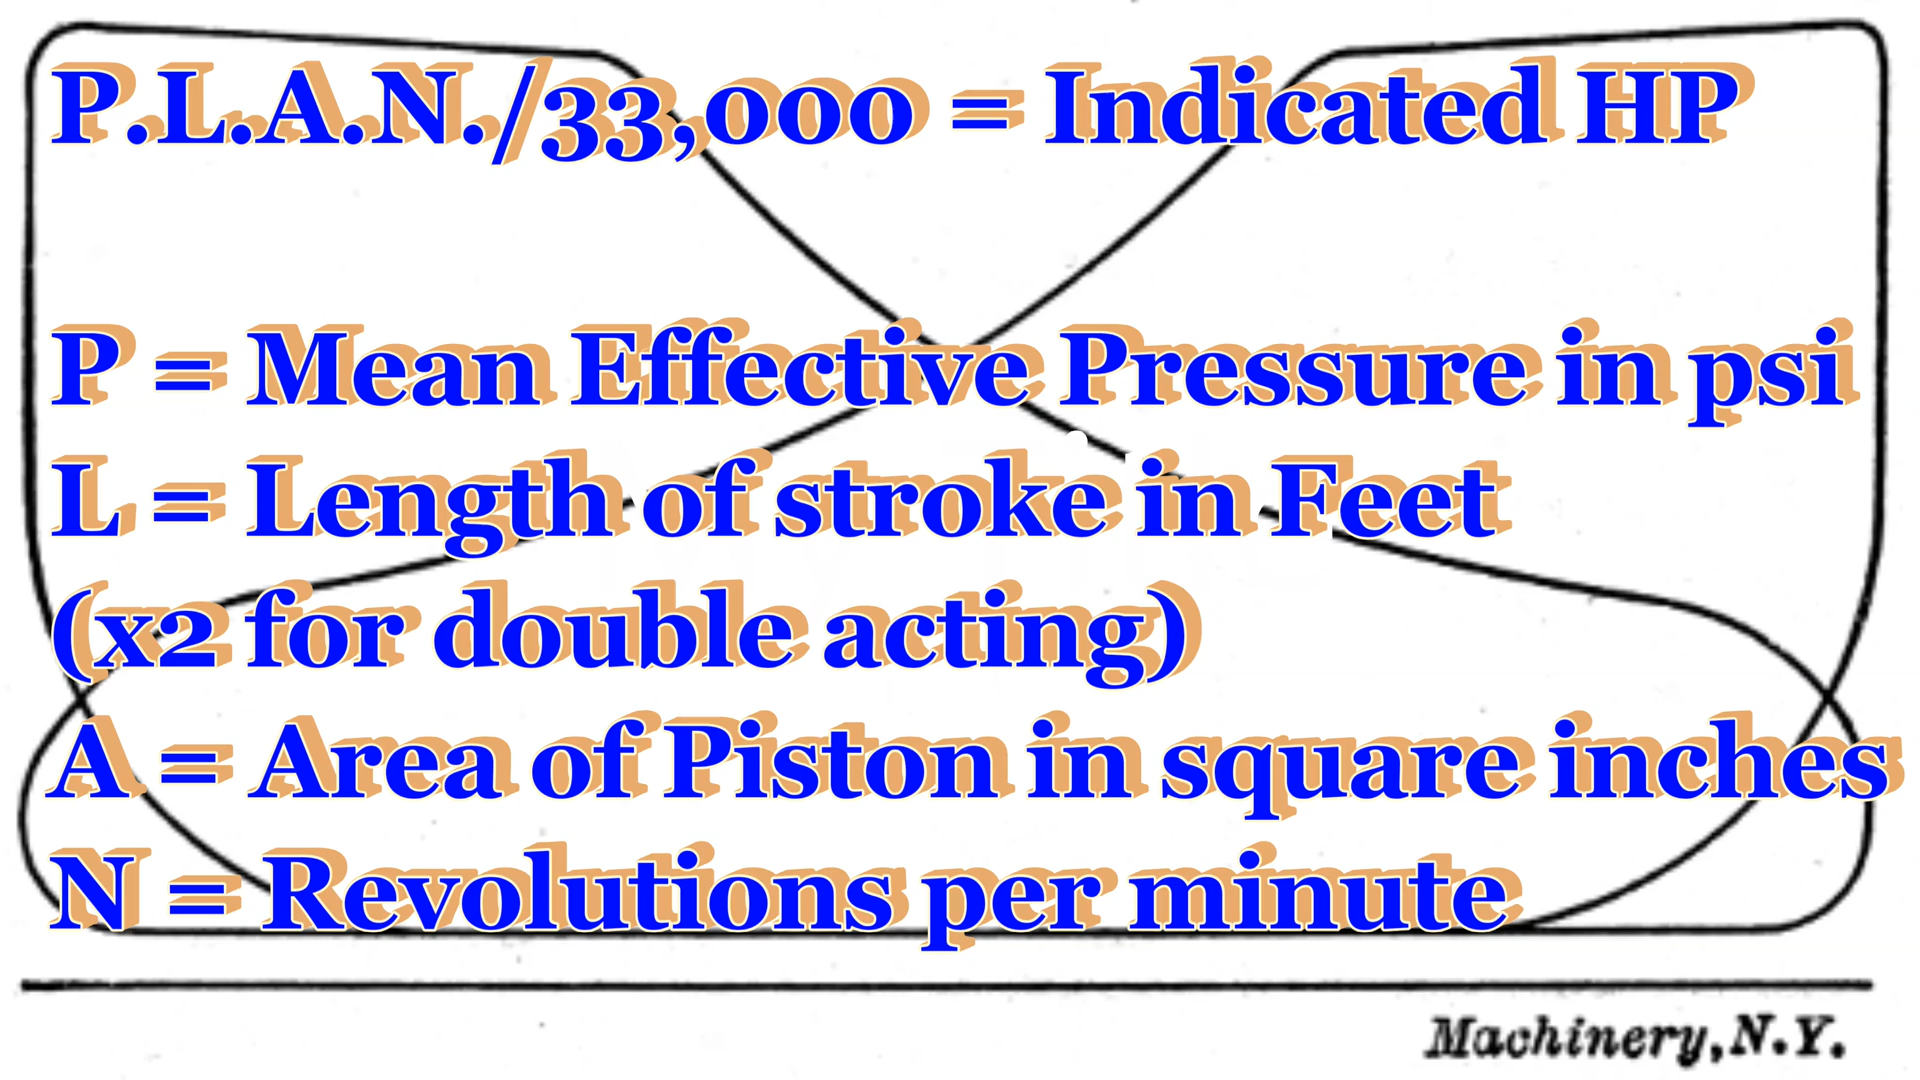 P.L.A.N./33,000 = Indicated HP
P = Mean Effective Pressure in psi
L = Length of stroke in Feet
(x2 for double acting)
A = Area of Piston in square inches
N = Revolutions per minute
Machinery, N.Y.